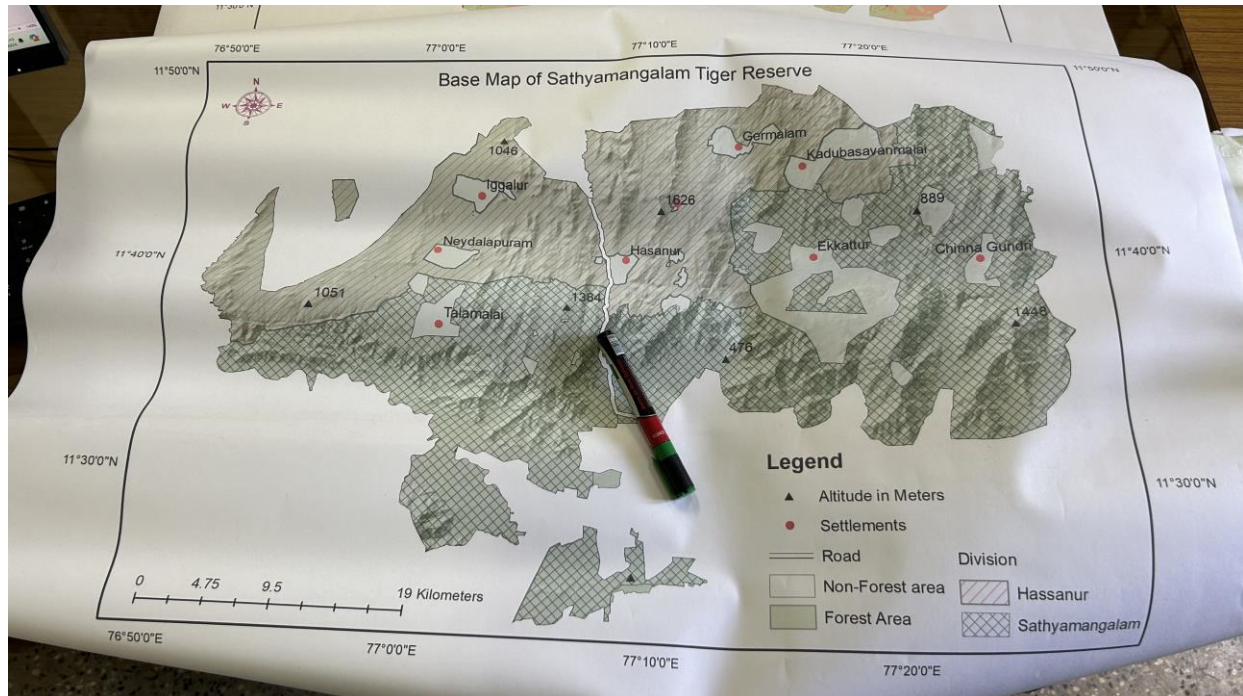 76°50'0"E
77°0'0"E
77°10'0"E
77°20'0"E
11°50'0"N
11°50'0"N
Base Map of Sathyamangalam Tiger Reserve
N
W
E
S
Germalam
1046
Kadubasavanmalai
Iggalur
1626
889
Neydalapuram
Hasanur
Ekkattur
Chinna Gundri
11°40'0"N
11°40'0"N
1051
1384
Talamalai
1448
476
11°30'0"N
Legend
11°30'0"N
Altitude in Meters
Settlements
Road
Division
Non-Forest area
Hassanur
Forest Area
Sathyamangalam
0
4.75
9.5
19 Kilometers
76°50'0"E
77°0'0"E
77°10'0"E
77°20'0"E